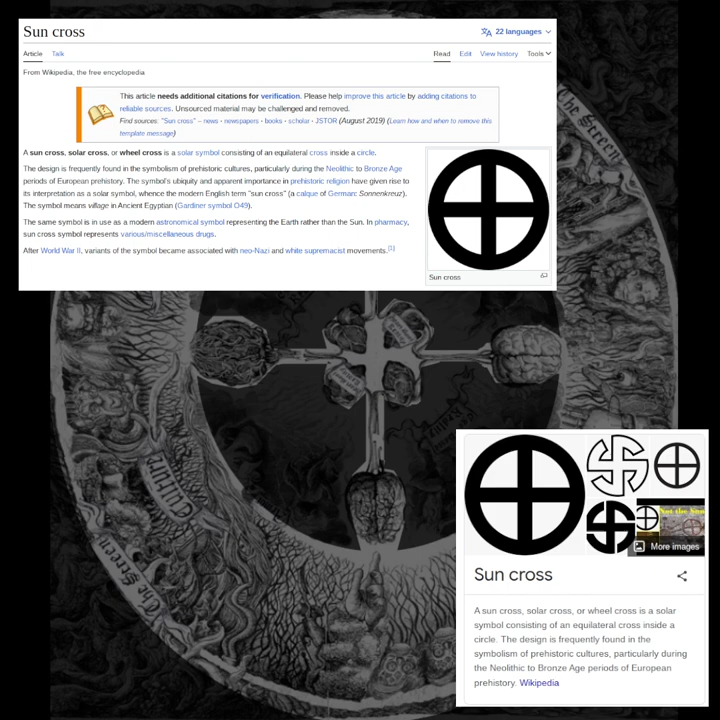 Sun cross
22 languages
Article Talk Read Edit View history Tools
From Wikipedia, the free encyclopedia
This article needs additional citations for verification. Please help improve this article by adding citations to
reliable sources. Unsourced material may be challenged and removed.
Find sources: "Sun cross" – news · newspapers · books · scholar · JSTOR (August 2019) (Learn how and when to remove this
template message)
A sun cross, solar cross, or wheel cross is a solar symbol consisting of an equilateral cross inside a circle.
The design is frequently found in the symbolism of prehistoric cultures, particularly during the Neolithic to Bronze Age
periods of European prehistory. The symbol's ubiquity and apparent importance in prehistoric religion have given rise to
its interpretation as a solar symbol, whence the modern English term "sun cross" (a calque of German: Sonnenkreuz).
The symbol means village in Ancient Egyptian (Gardiner symbol O49).
The same symbol is in use as a modern astronomical symbol representing the Earth rather than the Sun. In pharmacy,
sun cross symbol represents various/miscellaneous drugs.
After World War II, variants of the symbol became associated with neo-Nazi and white supremacist movements.[1]
Sun cross
The Screen
CULTURE
The Screen
More images
Sun cross
A sun cross, solar cross, or wheel cross is a solar
symbol consisting of an equilateral cross inside a
circle. The design is frequently found in the
symbolism of prehistoric cultures, particularly during
the Neolithic to Bronze Age periods of European
prehistory. Wikipedia